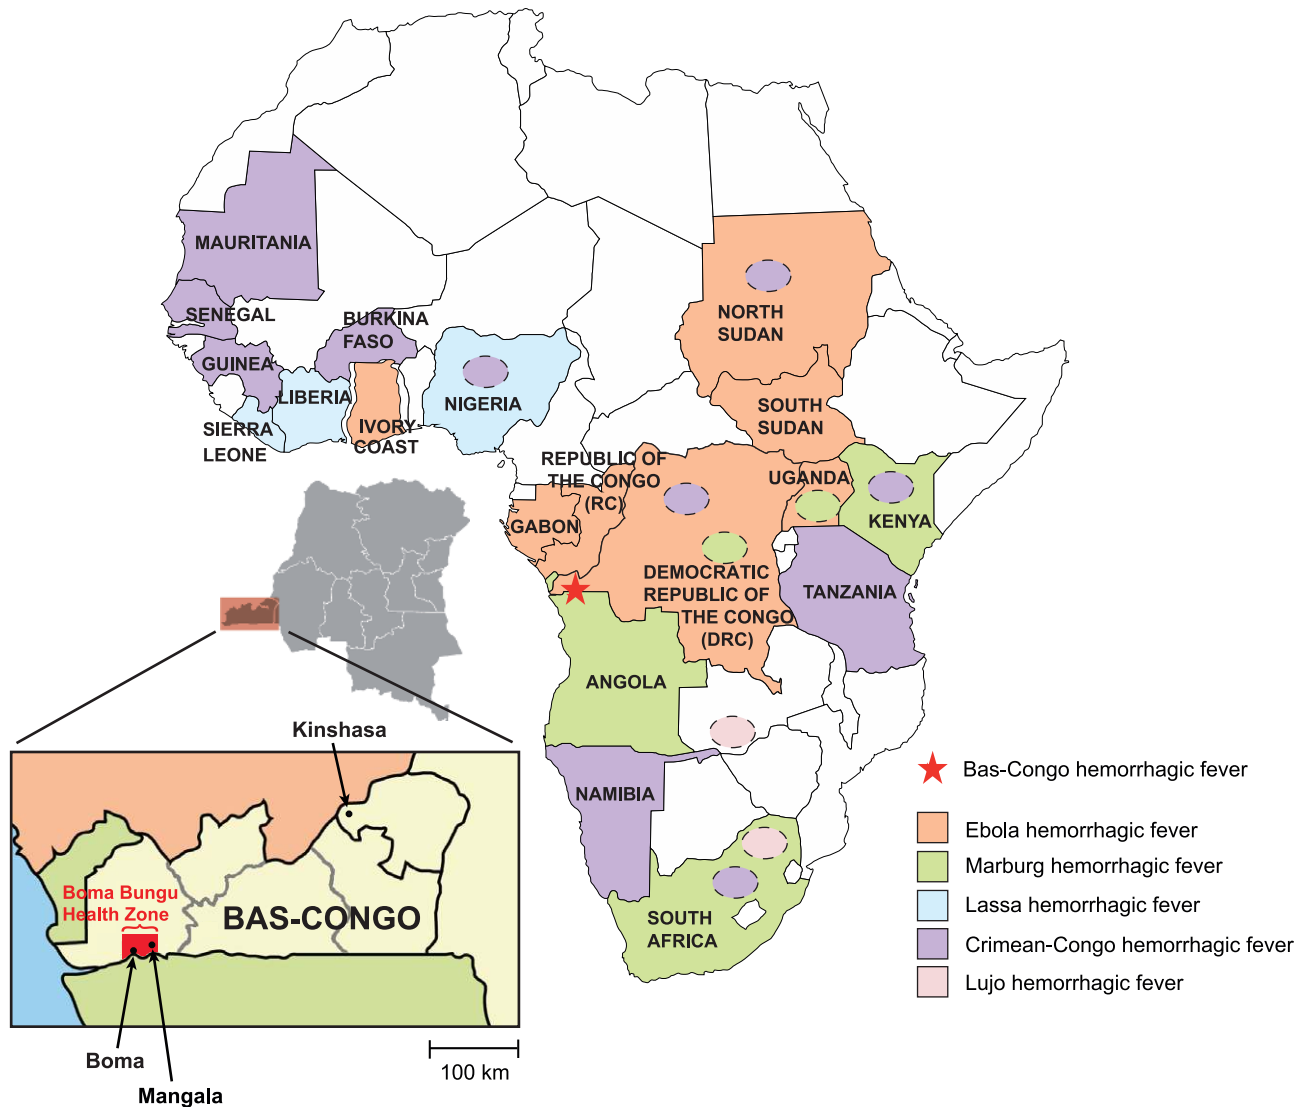 MAURITANIA
SENEGAL
BURKINA
FASO
GUINEA
LIBERIA
SIERRA
LEONE
IVORY
COAST
NIGERIA
NORTH
SUDAN
SOUTH
SUDAN
REPUBLIC OF
THE CONGO
(RC)
UGANDA
GABON
KENYA
DEMOCRATIC
REPUBLIC OF
THE CONGO
(DRC)
TANZANIA
ANGOLA
NAMIBIA
SOUTH
AFRICA
Kinshasa
Boma Bungu
Health Zone
BAS-CONGO
Boma
Mangala
100 km
Bas-Congo hemorrhagic fever
Ebola hemorrhagic fever
Marburg hemorrhagic fever
Lassa hemorrhagic fever
Crimean-Congo hemorrhagic fever
Lujo hemorrhagic fever